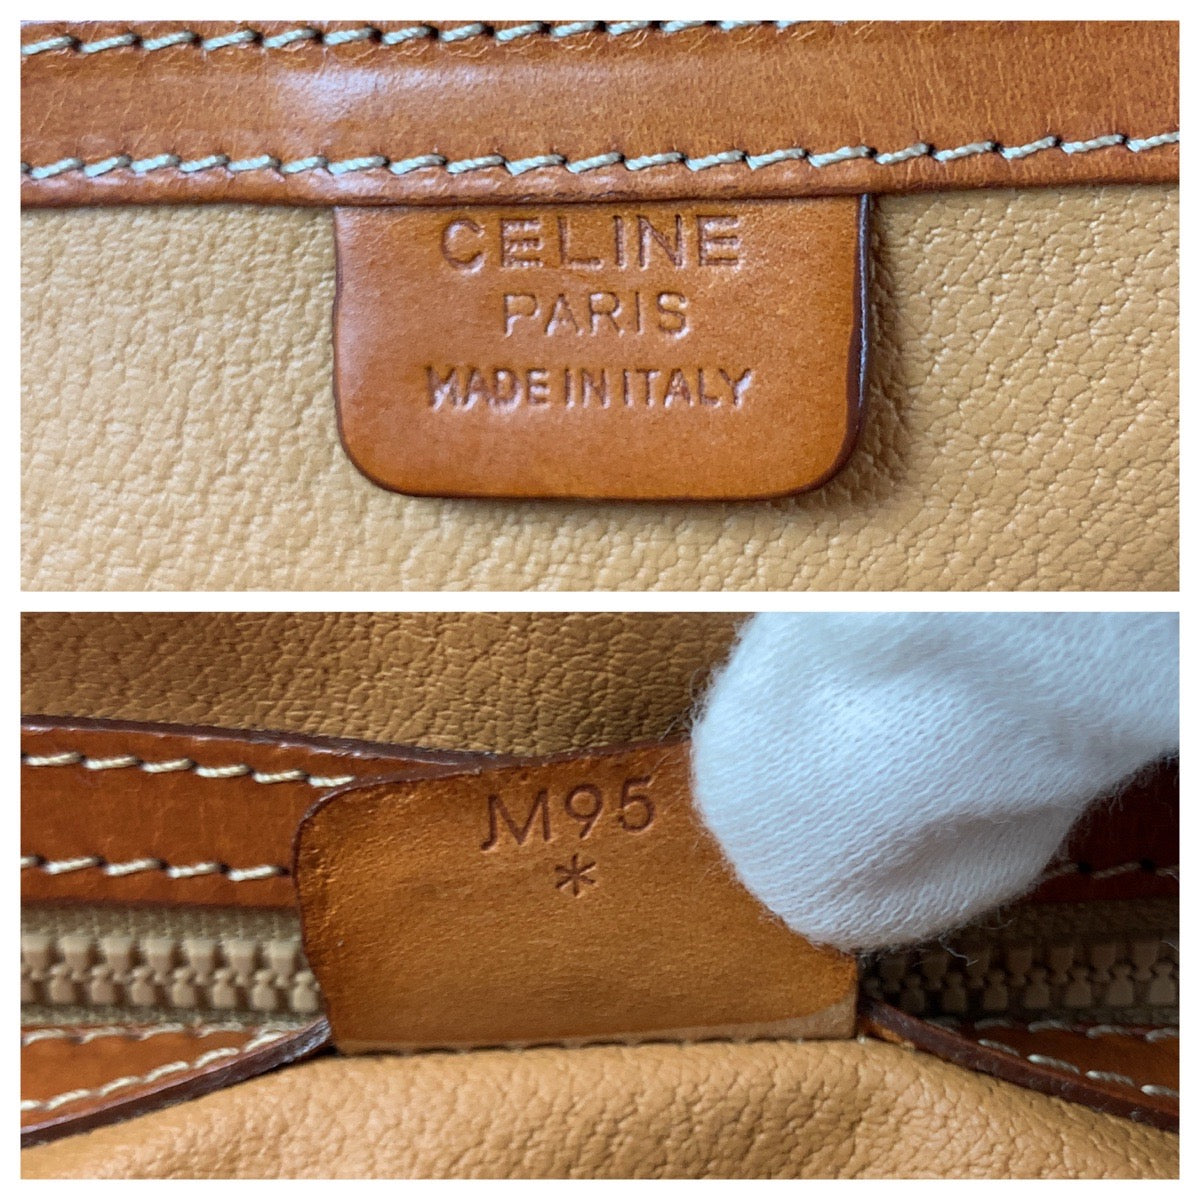 CELINE
PARIS
MADE IN ITALY
M95
*